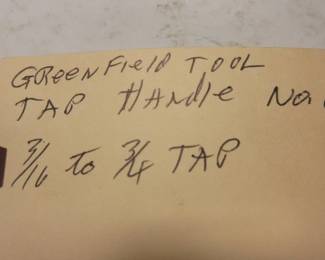 GREENFIELD TOOL
TAP HANDLE No.
3/16 to 3/4 TAP